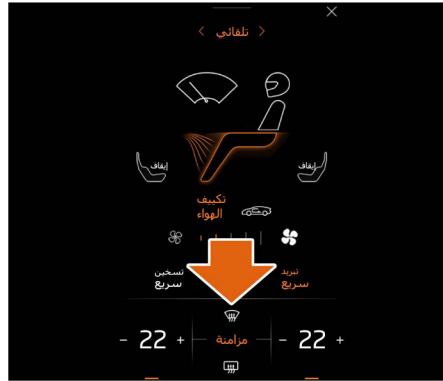 تلقائي
إيقاف
إيقاف
تكييف
الهواء
تبريد
سريع
تسخين
سريع
- 22 +
مزامنة
- 22 +